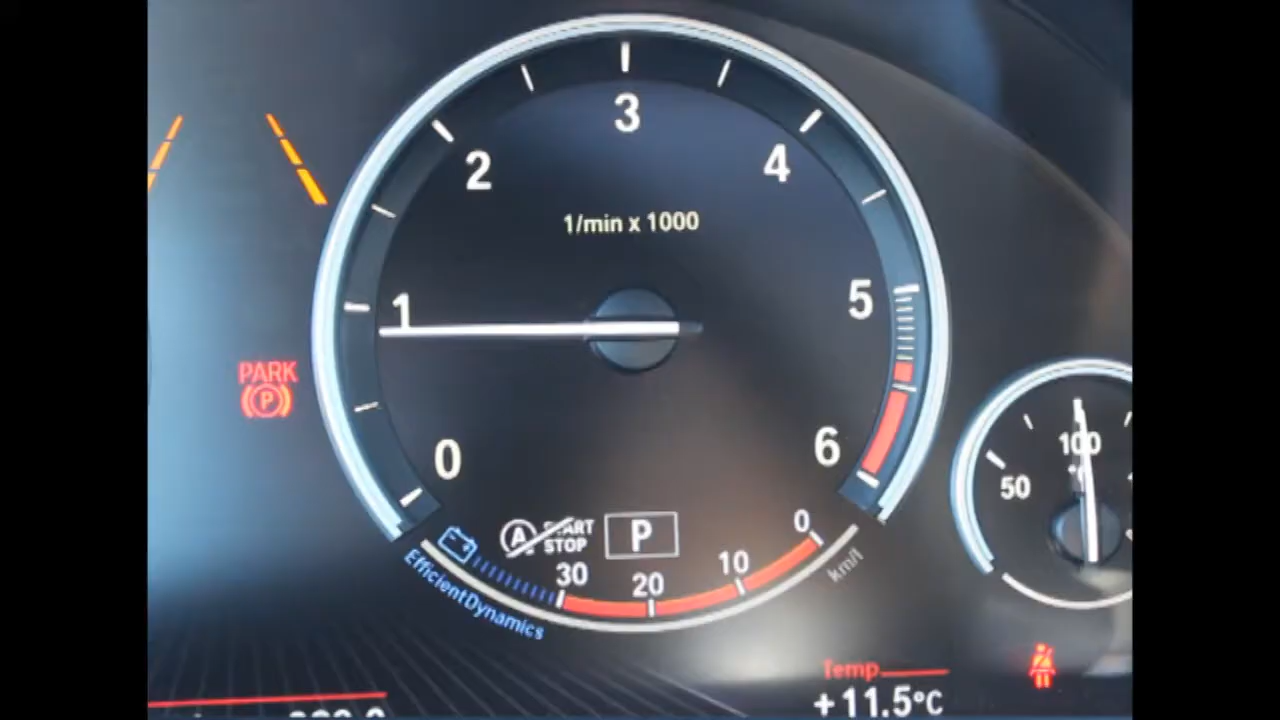 3
2
4
1/min x 1000
1
5
PARK
P
0
6
50
100
°C
A START STOP
P
0
30
20
10
km/l
EfficientDynamics
Temp
+11.5°C